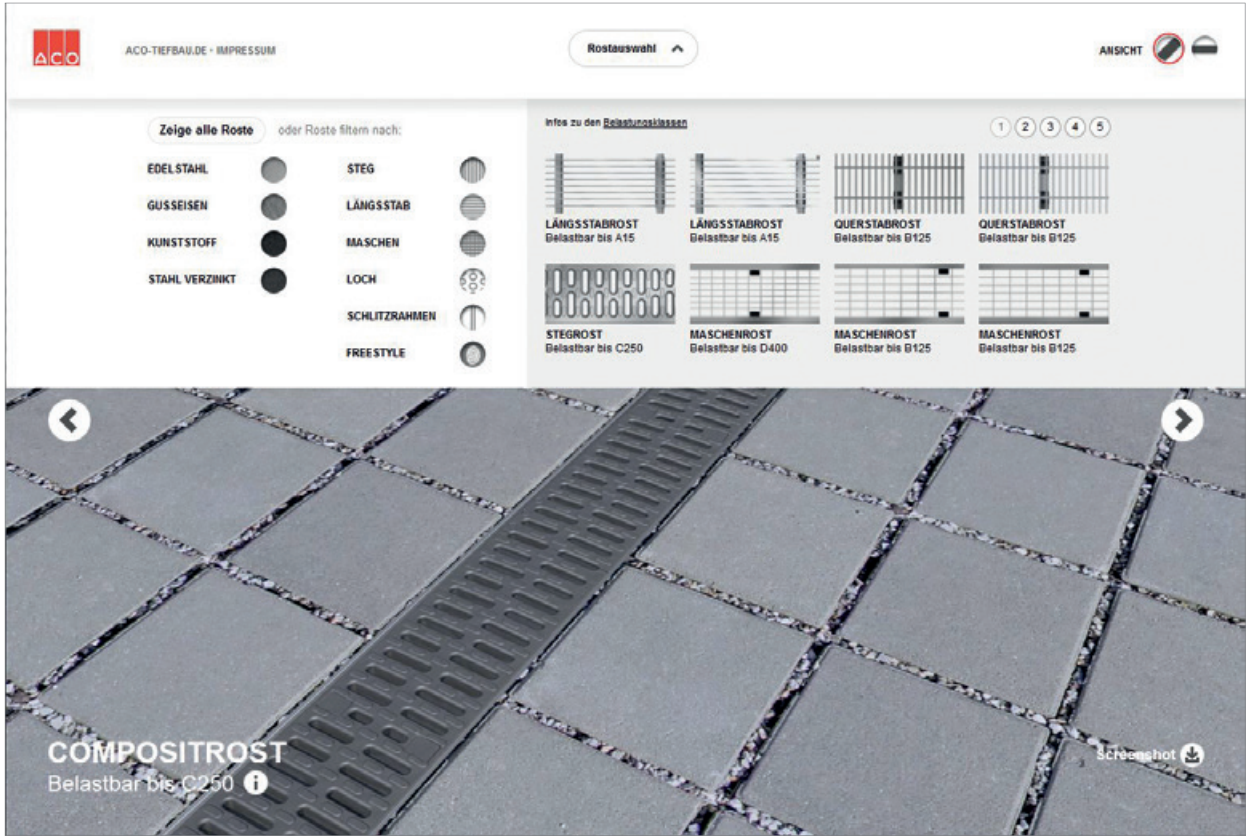 ACO
ACO-TIEFBAU.DE - IMPRESSUM
Rostauswahl
ANSICHT
Zeige alle Roste
oder Roste filtern nach:
EDELSTAHL
GUSSEISEN
KUNSTSTOFF
STAHL VERZINKT
STEG
LÄNGSSTAB
MASCHEN
LOCH
SCHLITZRAHMEN
FREESTYLE
Infos zu den Belastungsklassen
1 2 3 4 5
LÄNGSSTABROST
Belastbar bis A15
LÄNGSSTABROST
Belastbar bis A15
QUERSTABROST
Belastbar bis B125
QUERSTABROST
Belastbar bis B125
STEGROST
Belastbar bis C250
MASCHENROST
Belastbar bis D400
MASCHENROST
Belastbar bis B125
MASCHENROST
Belastbar bis B125
COMPOSITROST
Belastbar bis C250 i
Screenshot